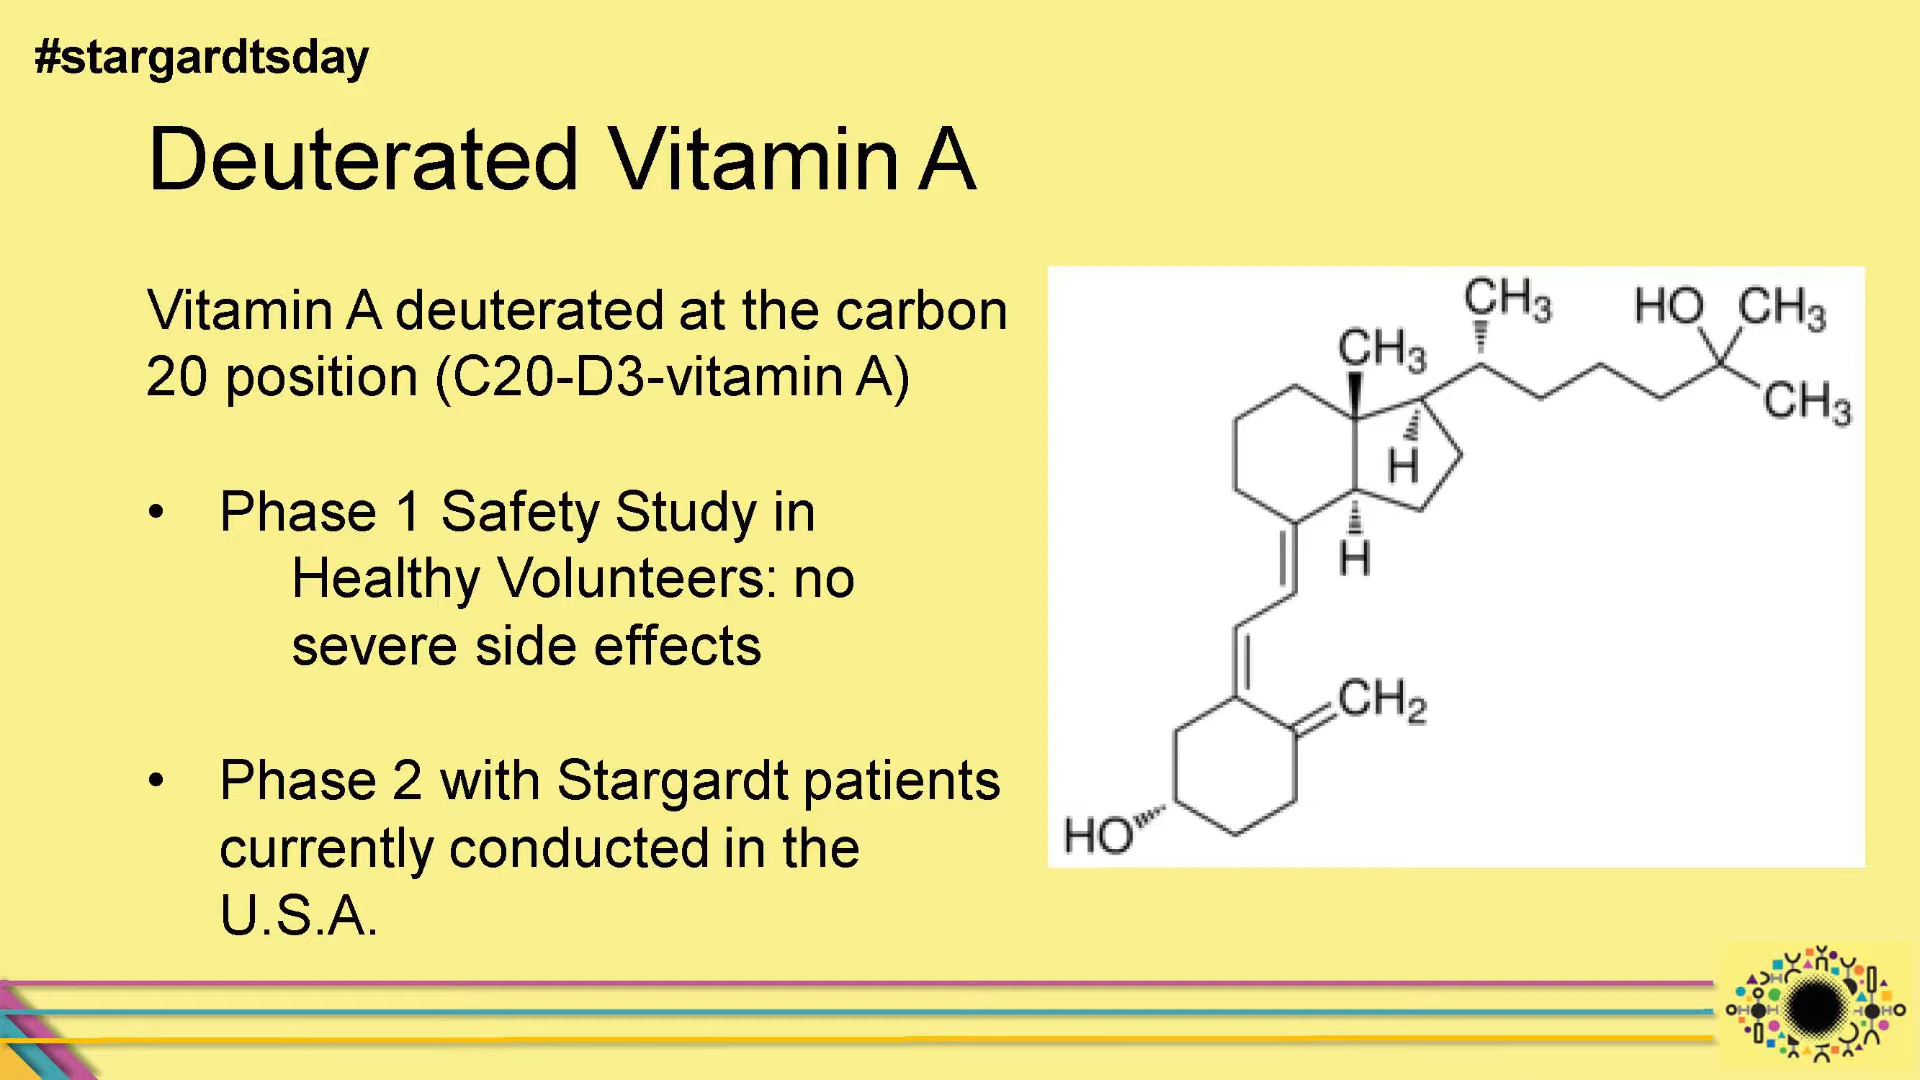 #stargardtsday
Deuterated Vitamin A
Vitamin A deuterated at the carbon
20 position (C20-D3-vitamin A)
• Phase 1 Safety Study in
Healthy Volunteers: no
severe side effects
• Phase 2 with Stargardt patients
currently conducted in the
U.S.A.
CH3
HO CH3
CH3
CH3
H
H
CH2
HO